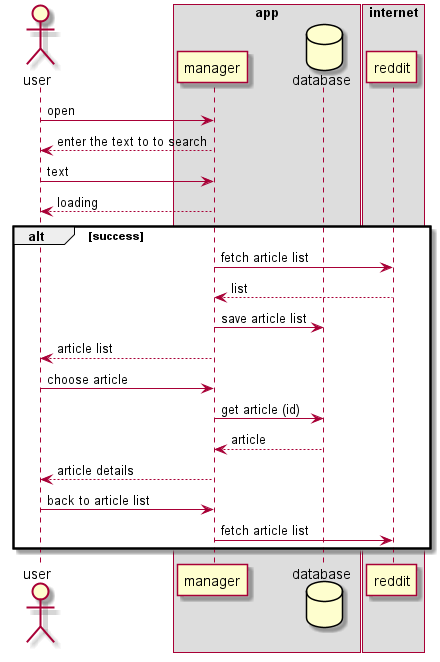 app
internet
user
manager
database
reddit
open
enter the text to to search
text
loading
alt
[success]
fetch article list
list
save article list
article list
choose article
get article (id)
article
article details
back to article list
fetch article list
user
manager
database
reddit